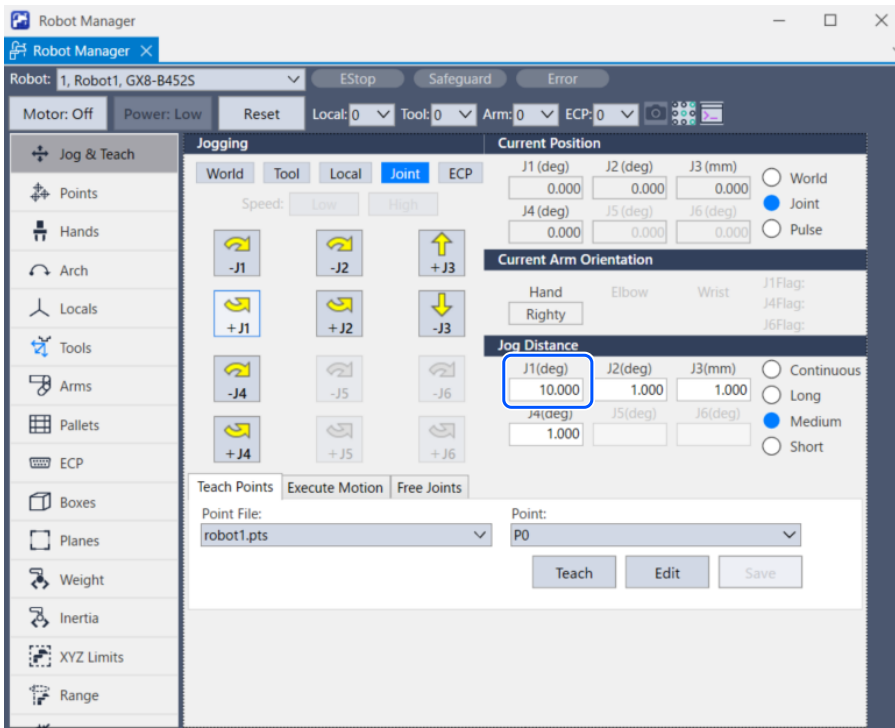 Robot Manager
Robot Manager
Robot: 1, Robot1, GX8-B452S EStop Safeguard Error
Motor: Off Power: Low Reset Local: 0 Tool: 0 Arm: 0 ECP: 0
Jog & Teach
Points
Hands
Arch
Locals
Tools
Arms
Pallets
ECP
Boxes
Planes
Weight
Inertia
XYZ Limits
Range
Jogging
World Tool Local Joint ECP
Speed: Low High
-J1 -J2 +J3
+J1 +J2 -J3
-J4 -J5 -J6
+J4 +J5 +J6
Current Position
J1 (deg) J2 (deg) J3 (mm)
0.000 0.000 0.000
J4 (deg) J5 (deg) J6 (deg)
0.000 0.000 0.000
World
Joint
Pulse
Current Arm Orientation
Hand Elbow Wrist
Righty
J1Flag:
J4Flag:
J6Flag:
Jog Distance
J1(deg) J2(deg) J3(mm)
10.000 1.000 1.000
J4(deg) J5(deg) J6(deg)
1.000
Continuous
Long
Medium
Short
Teach Points Execute Motion Free Joints
Point File: Point:
robot1.pts P0
Teach Edit Save